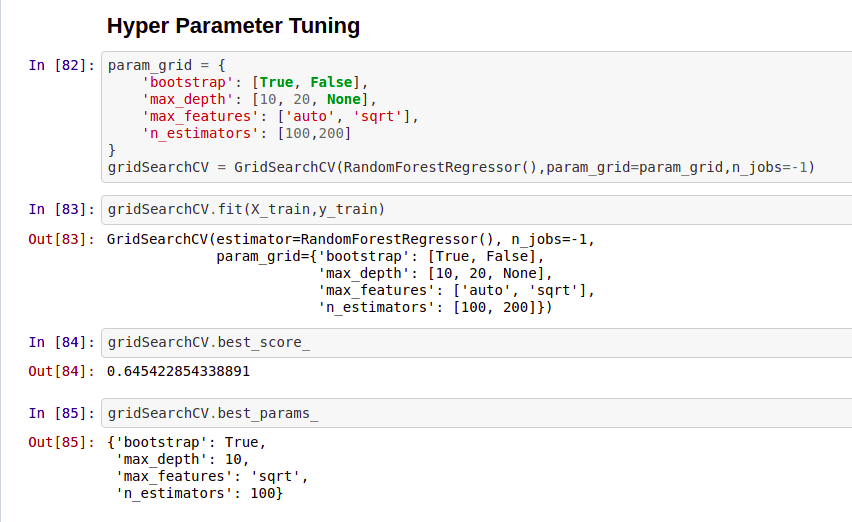 Hyper Parameter Tuning
In [82]: param_grid = {
    'bootstrap': [True, False],
    'max_depth': [10, 20, None],
    'max_features': ['auto', 'sqrt'],
    'n_estimators': [100,200]
}
gridSearchCV = GridSearchCV(RandomForestRegressor(),param_grid=param_grid,n_jobs=-1)
In [83]: gridSearchCV.fit(X_train,y_train)
Out[83]: GridSearchCV(estimator=RandomForestRegressor(), n_jobs=-1,
             param_grid={'bootstrap': [True, False],
                         'max_depth': [10, 20, None],
                         'max_features': ['auto', 'sqrt'],
                         'n_estimators': [100, 200]})
In [84]: gridSearchCV.best_score_
Out[84]: 0.645422854338891
In [85]: gridSearchCV.best_params_
Out[85]: {'bootstrap': True,
 'max_depth': 10,
 'max_features': 'sqrt',
 'n_estimators': 100}